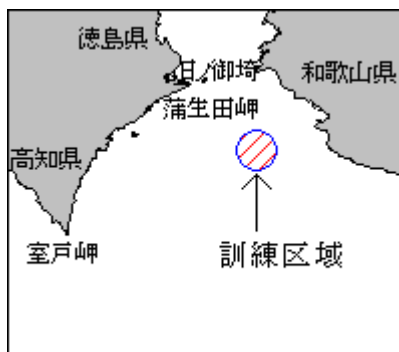 徳島県
日ノ御埼
和歌山県
蒲生田岬
高知県
室戸岬
訓練区域